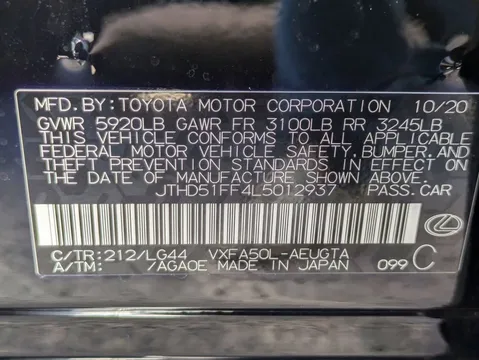 MFD. BY: TOYOTA MOTOR CORPORATION 10/20
GVWR 5920LB GAWR FR 3100LB RR 3245LB
THIS VEHICLE CONFORMS TO ALL APPLICABLE
FEDERAL MOTOR VEHICLE SAFETY, BUMPER, AND
THEFT PREVENTION STANDARDS IN EFFECT ON
THE DATE OF MANUFACTURE SHOWN ABOVE.
JTHD51FF4L5012937 PASS.CAR
C/TR: 212/LG44 VXFA50L-AEUGTA
A/TM: /AGA0E MADE IN JAPAN 099 C